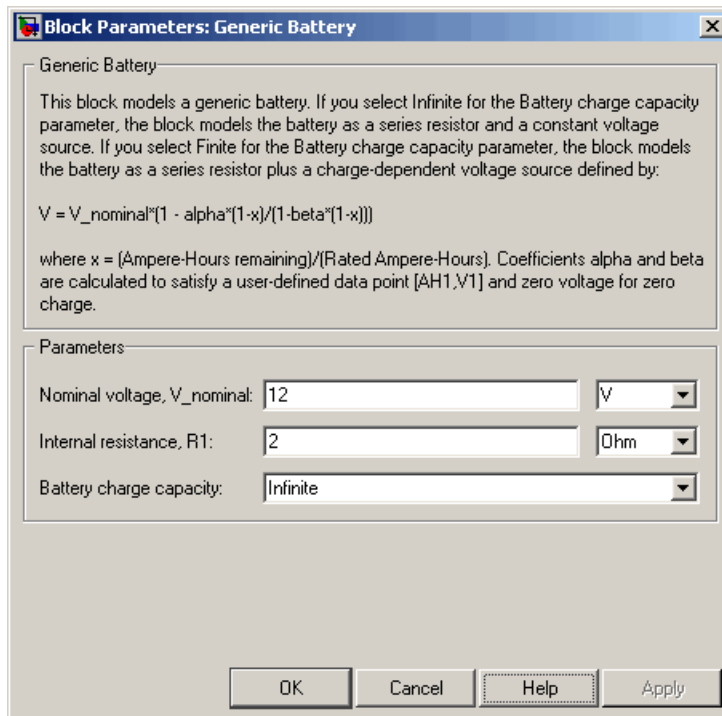 Block Parameters: Generic Battery
Generic Battery
This block models a generic battery. If you select Infinite for the Battery charge capacity
parameter, the block models the battery as a series resistor and a constant voltage
source. If you select Finite for the Battery charge capacity parameter, the block models
the battery as a series resistor plus a charge-dependent voltage source defined by:
V = V_nominal*(1 - alpha*(1-x)/(1-beta*(1-x)))
where x = (Ampere-Hours remaining)/(Rated Ampere-Hours). Coefficients alpha and beta
are calculated to satisfy a user-defined data point [AH1,V1] and zero voltage for zero
charge.
Parameters
Nominal voltage, V_nominal: 12 V
Internal resistance, R1: 2 Ohm
Battery charge capacity: Infinite
OK Cancel Help Apply